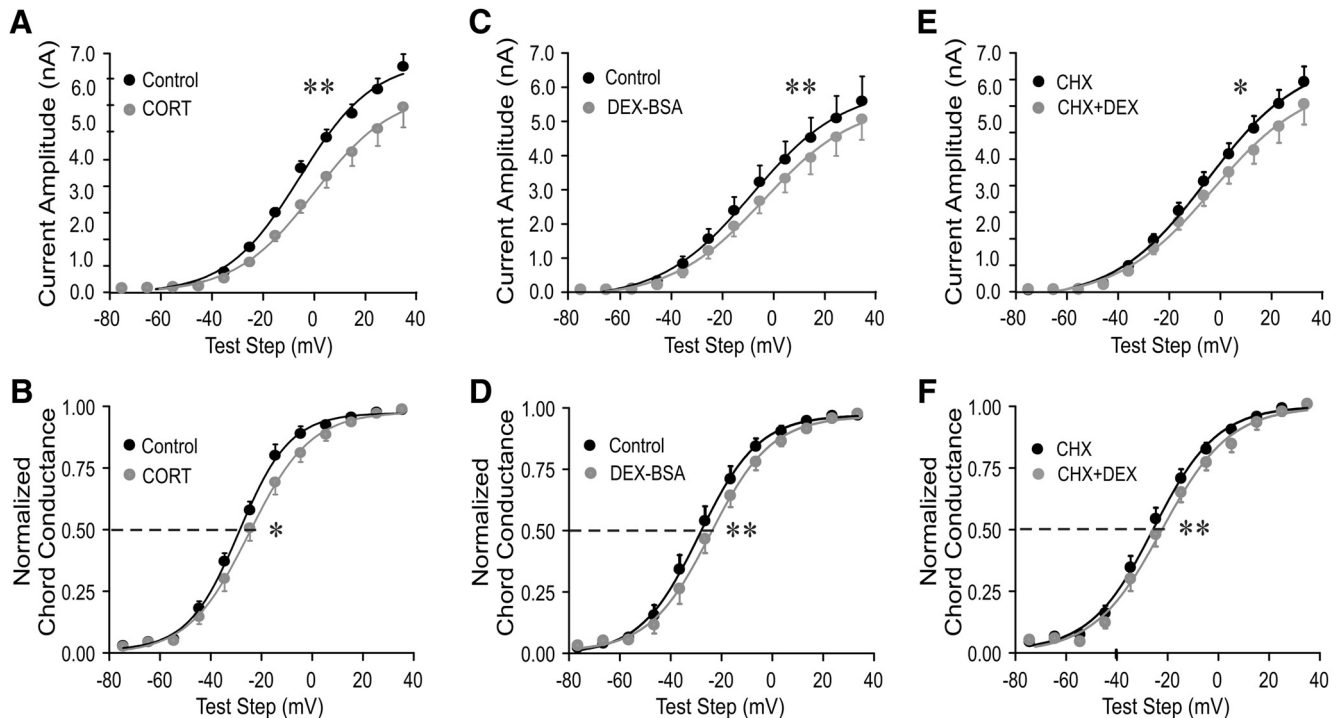 A
Current Amplitude (nA)
7.0
6.0
5.0
4.0
3.0
2.0
1.0
0.0
Control
CORT
**
-80 -60 -40 -20 0 20 40
Test Step (mV)
C
Current Amplitude (nA)
7.0
6.0
5.0
4.0
3.0
2.0
1.0
0.0
Control
DEX-BSA
**
-80 -60 -40 -20 0 20 40
Test Step (mV)
E
Current Amplitude (nA)
7.0
6.0
5.0
4.0
3.0
2.0
1.0
0.0
CHX
CHX+DEX
*
-80 -60 -40 -20 0 20 40
Test Step (mV)
B
Normalized
Chord Conductance
1.00
0.75
0.50
0.25
0.00
Control
CORT
*
-80 -60 -40 -20 0 20 40
Test Step (mV)
D
Normalized
Chord Conductance
1.00
0.75
0.50
0.25
0.00
Control
DEX-BSA
**
-80 -60 -40 -20 0 20 40
Test Step (mV)
F
Normalized
Chord Conductance
1.00
0.75
0.50
0.25
0.00
CHX
CHX+DEX
**
-80 -60 -40 -20 0 20 40
Test Step (mV)